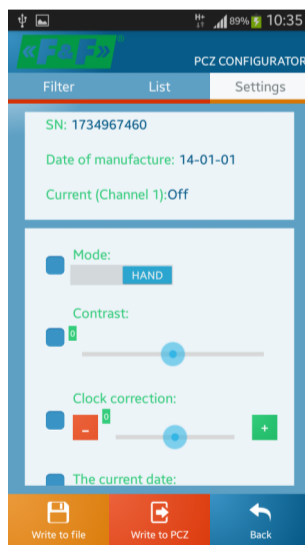 H+ 89% 10:35
«F&F»
PCZ CONFIGURATOR
Filter List Settings
SN: 1734967460
Date of manufacture: 14-01-01
Current (Channel 1):Off
Mode:
HAND
Contrast:
0
Clock correction:
- 0 +
The current date:
Write to file Write to PCZ Back